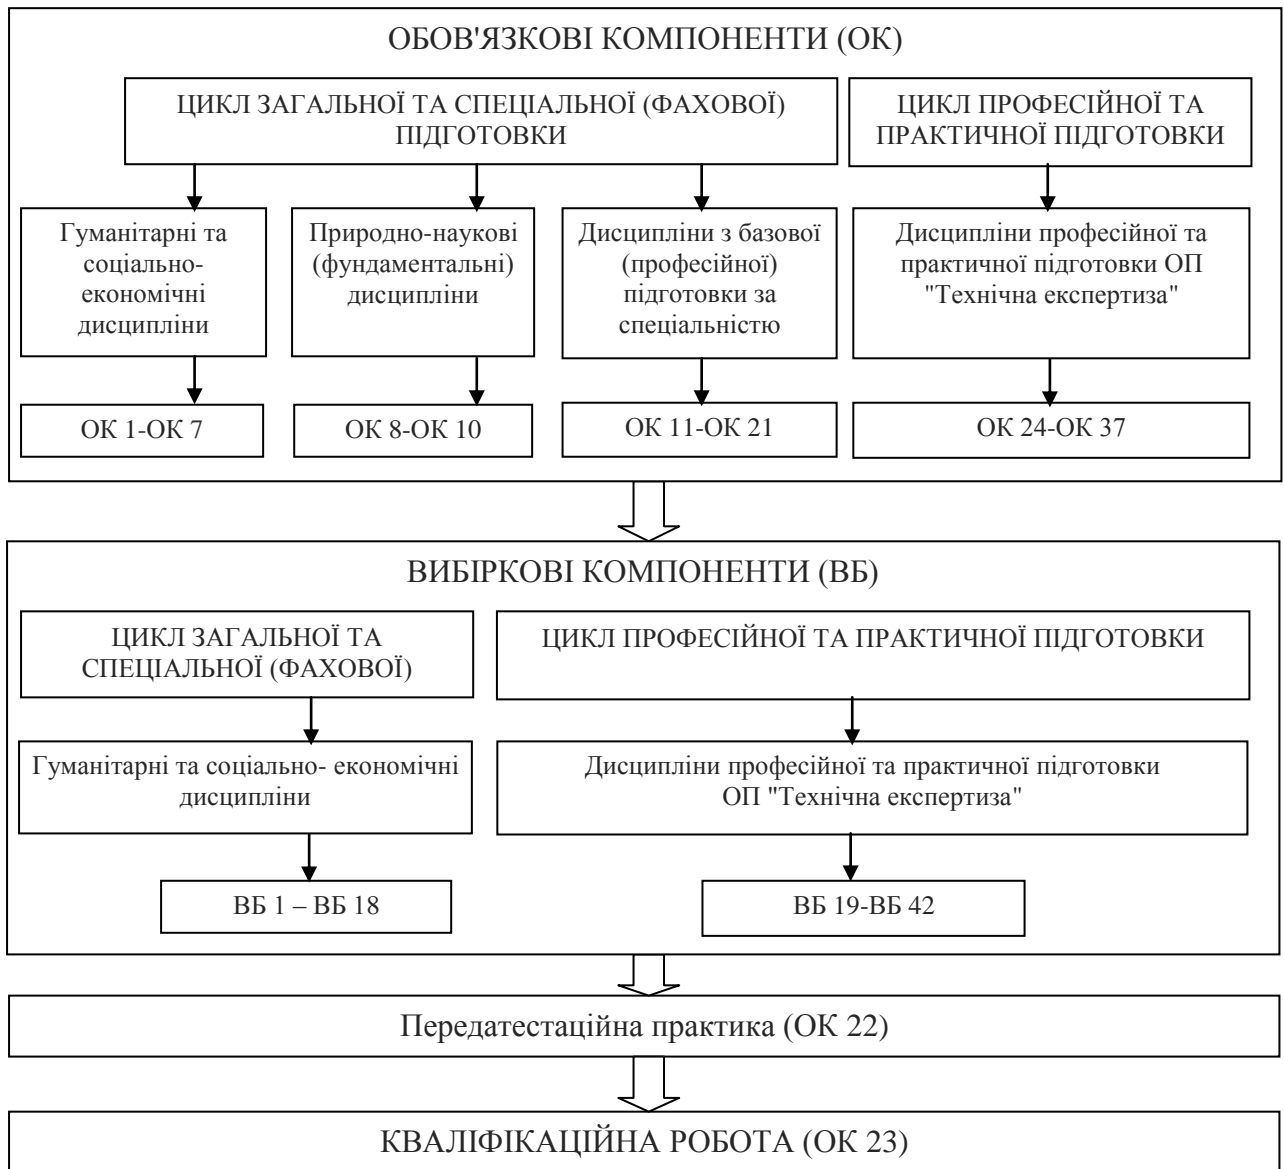 ОБОВ'ЯЗКОВІ КОМПОНЕНТИ (ОК)
ЦИКЛ ЗАГАЛЬНОЇ ТА СПЕЦІАЛЬНОЇ (ФАХОВОЇ)
ПІДГОТОВКИ
ЦИКЛ ПРОФЕСІЙНОЇ ТА
ПРАКТИЧНОЇ ПІДГОТОВКИ
Гуманітарні та
соціально-
економічні
дисципліни
Природно-наукові
(фундаментальні)
дисципліни
Дисципліни з базової
(професійної)
підготовки за
спеціальністю
Дисципліни професійної та
практичної підготовки ОП
"Технічна експертиза"
ОК 1-ОК 7
ОК 8-ОК 10
ОК 11-ОК 21
ОК 24-ОК 37
ВИБІРКОВІ КОМПОНЕНТИ (ВБ)
ЦИКЛ ЗАГАЛЬНОЇ ТА
СПЕЦІАЛЬНОЇ (ФАХОВОЇ)
ЦИКЛ ПРОФЕСІЙНОЇ ТА ПРАКТИЧНОЇ ПІДГОТОВКИ
Гуманітарні та соціально- економічні
дисципліни
Дисципліни професійної та практичної підготовки
ОП "Технічна експертиза"
ВБ 1 – ВБ 18
ВБ 19-ВБ 42
Передатестаційна практика (ОК 22)
КВАЛІФІКАЦІЙНА РОБОТА (ОК 23)